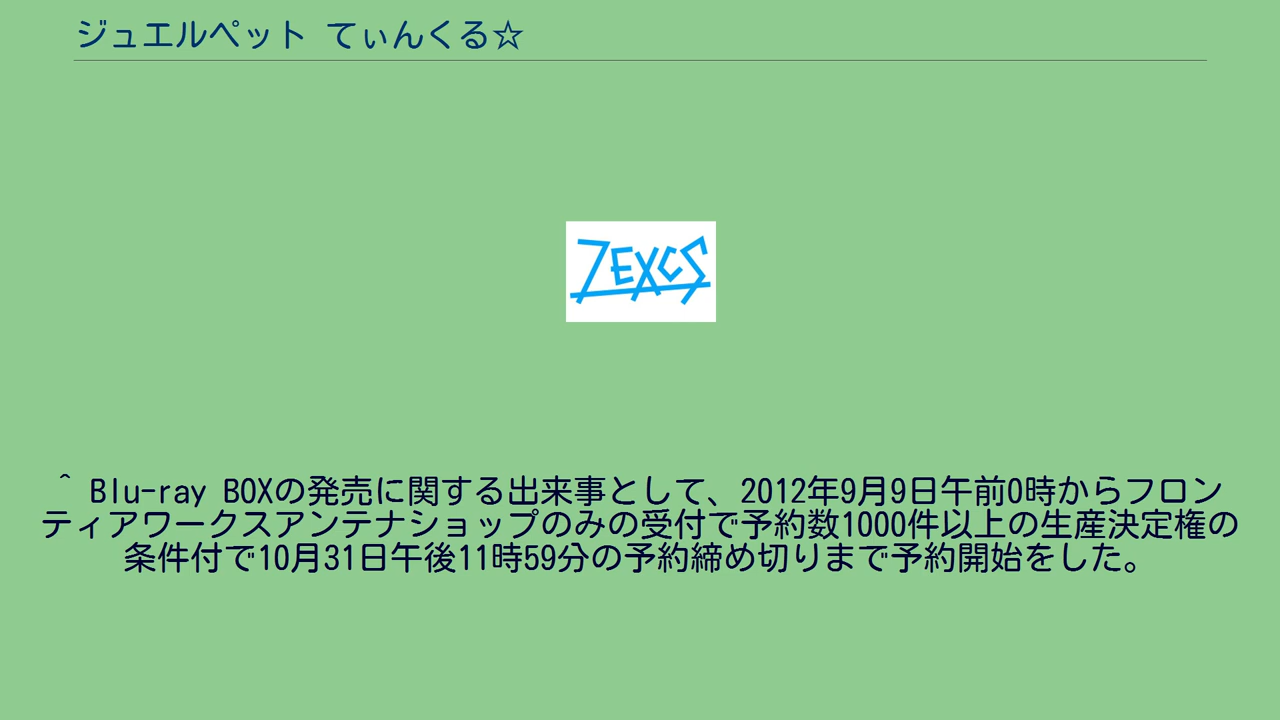 ジュエルペット てぃんくる☆
ZEXCS
^ Blu-ray BOXの発売に関する出来事として、2012年9月9日午前0時からフロン
ティアワークスアンテナショップのみの受付で予約数1000件以上の生産決定権の
条件付で10月31日午後11時59分の予約締め切りまで予約開始をした。